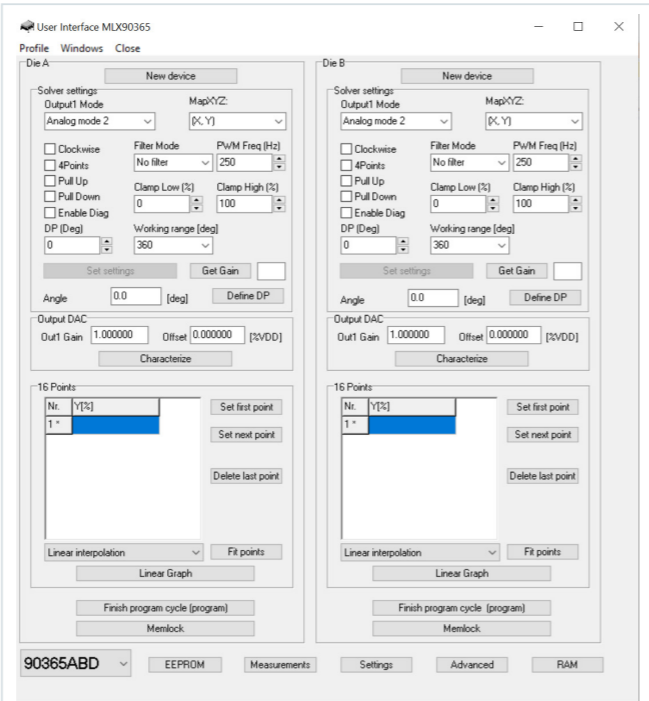 User Interface MLX90365
Profile Windows Close
Die A
New device
Solver settings
Output1 Mode MapXYZ:
Analog mode 2 (X, Y)
Clockwise
4Points
Pull Up
Pull Down
Enable Diag
Filter Mode PWM Freq (Hz)
No filter 250
Clamp Low (%) Clamp High (%)
0 100
DP (Deg) Working range [deg]
0 360
Set settings Get Gain
Angle 0.0 [deg] Define DP
Output DAC
Out1 Gain 1.000000 Offset 0.000000 [%VDD]
Characterize
16 Points
Nr. Y[%]
1 *
Set first point
Set next point
Delete last point
Linear interpolation Fit points
Linear Graph
Finish program cycle (program)
Memlock
Die B
New device
Solver settings
Output1 Mode MapXYZ:
Analog mode 2 (X, Y)
Clockwise
4Points
Pull Up
Pull Down
Enable Diag
Filter Mode PWM Freq (Hz)
No filter 250
Clamp Low (%) Clamp High (%)
0 100
DP (Deg) Working range [deg]
0 360
Set settings Get Gain
Angle 0.0 [deg] Define DP
Output DAC
Out1 Gain 1.000000 Offset 0.000000 [%VDD]
Characterize
16 Points
Nr. Y[%]
1 *
Set first point
Set next point
Delete last point
Linear interpolation Fit points
Linear Graph
Finish program cycle (program)
Memlock
90365ABD EEPROM Measurements Settings Advanced RAM